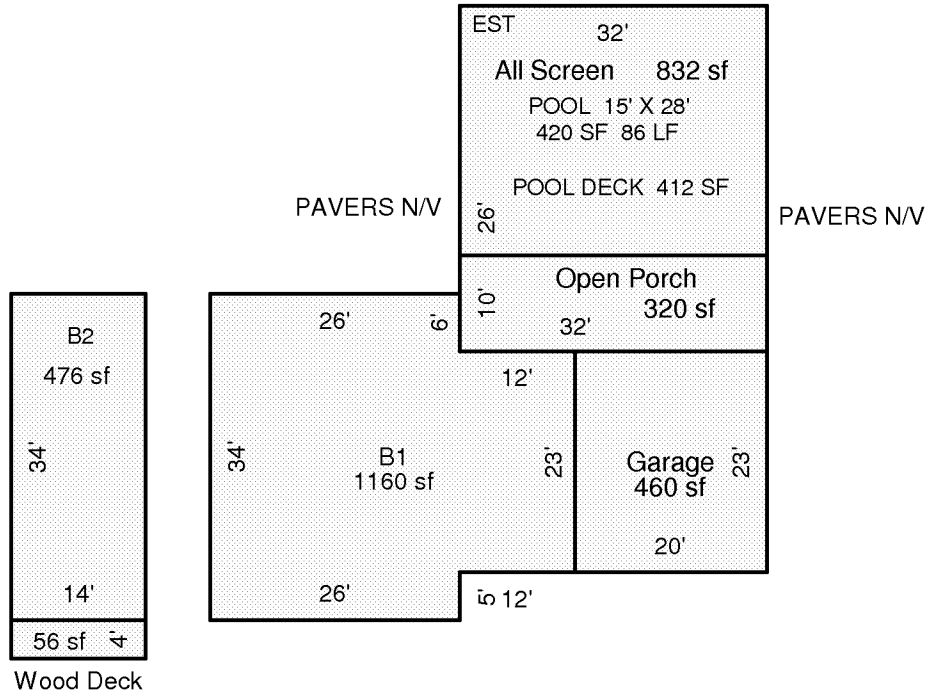 EST
32'
All Screen 832 sf
POOL 15' X 28'
420 SF 86 LF
POOL DECK 412 SF
26'
PAVERS N/V
PAVERS N/V
Open Porch
320 sf
10'
32'
B2
476 sf
34'
14'
56 sf 4'
Wood Deck
26'
6'
12'
34'
B1
1160 sf
23'
26'
5' 12'
Garage
460 sf
23'
20'